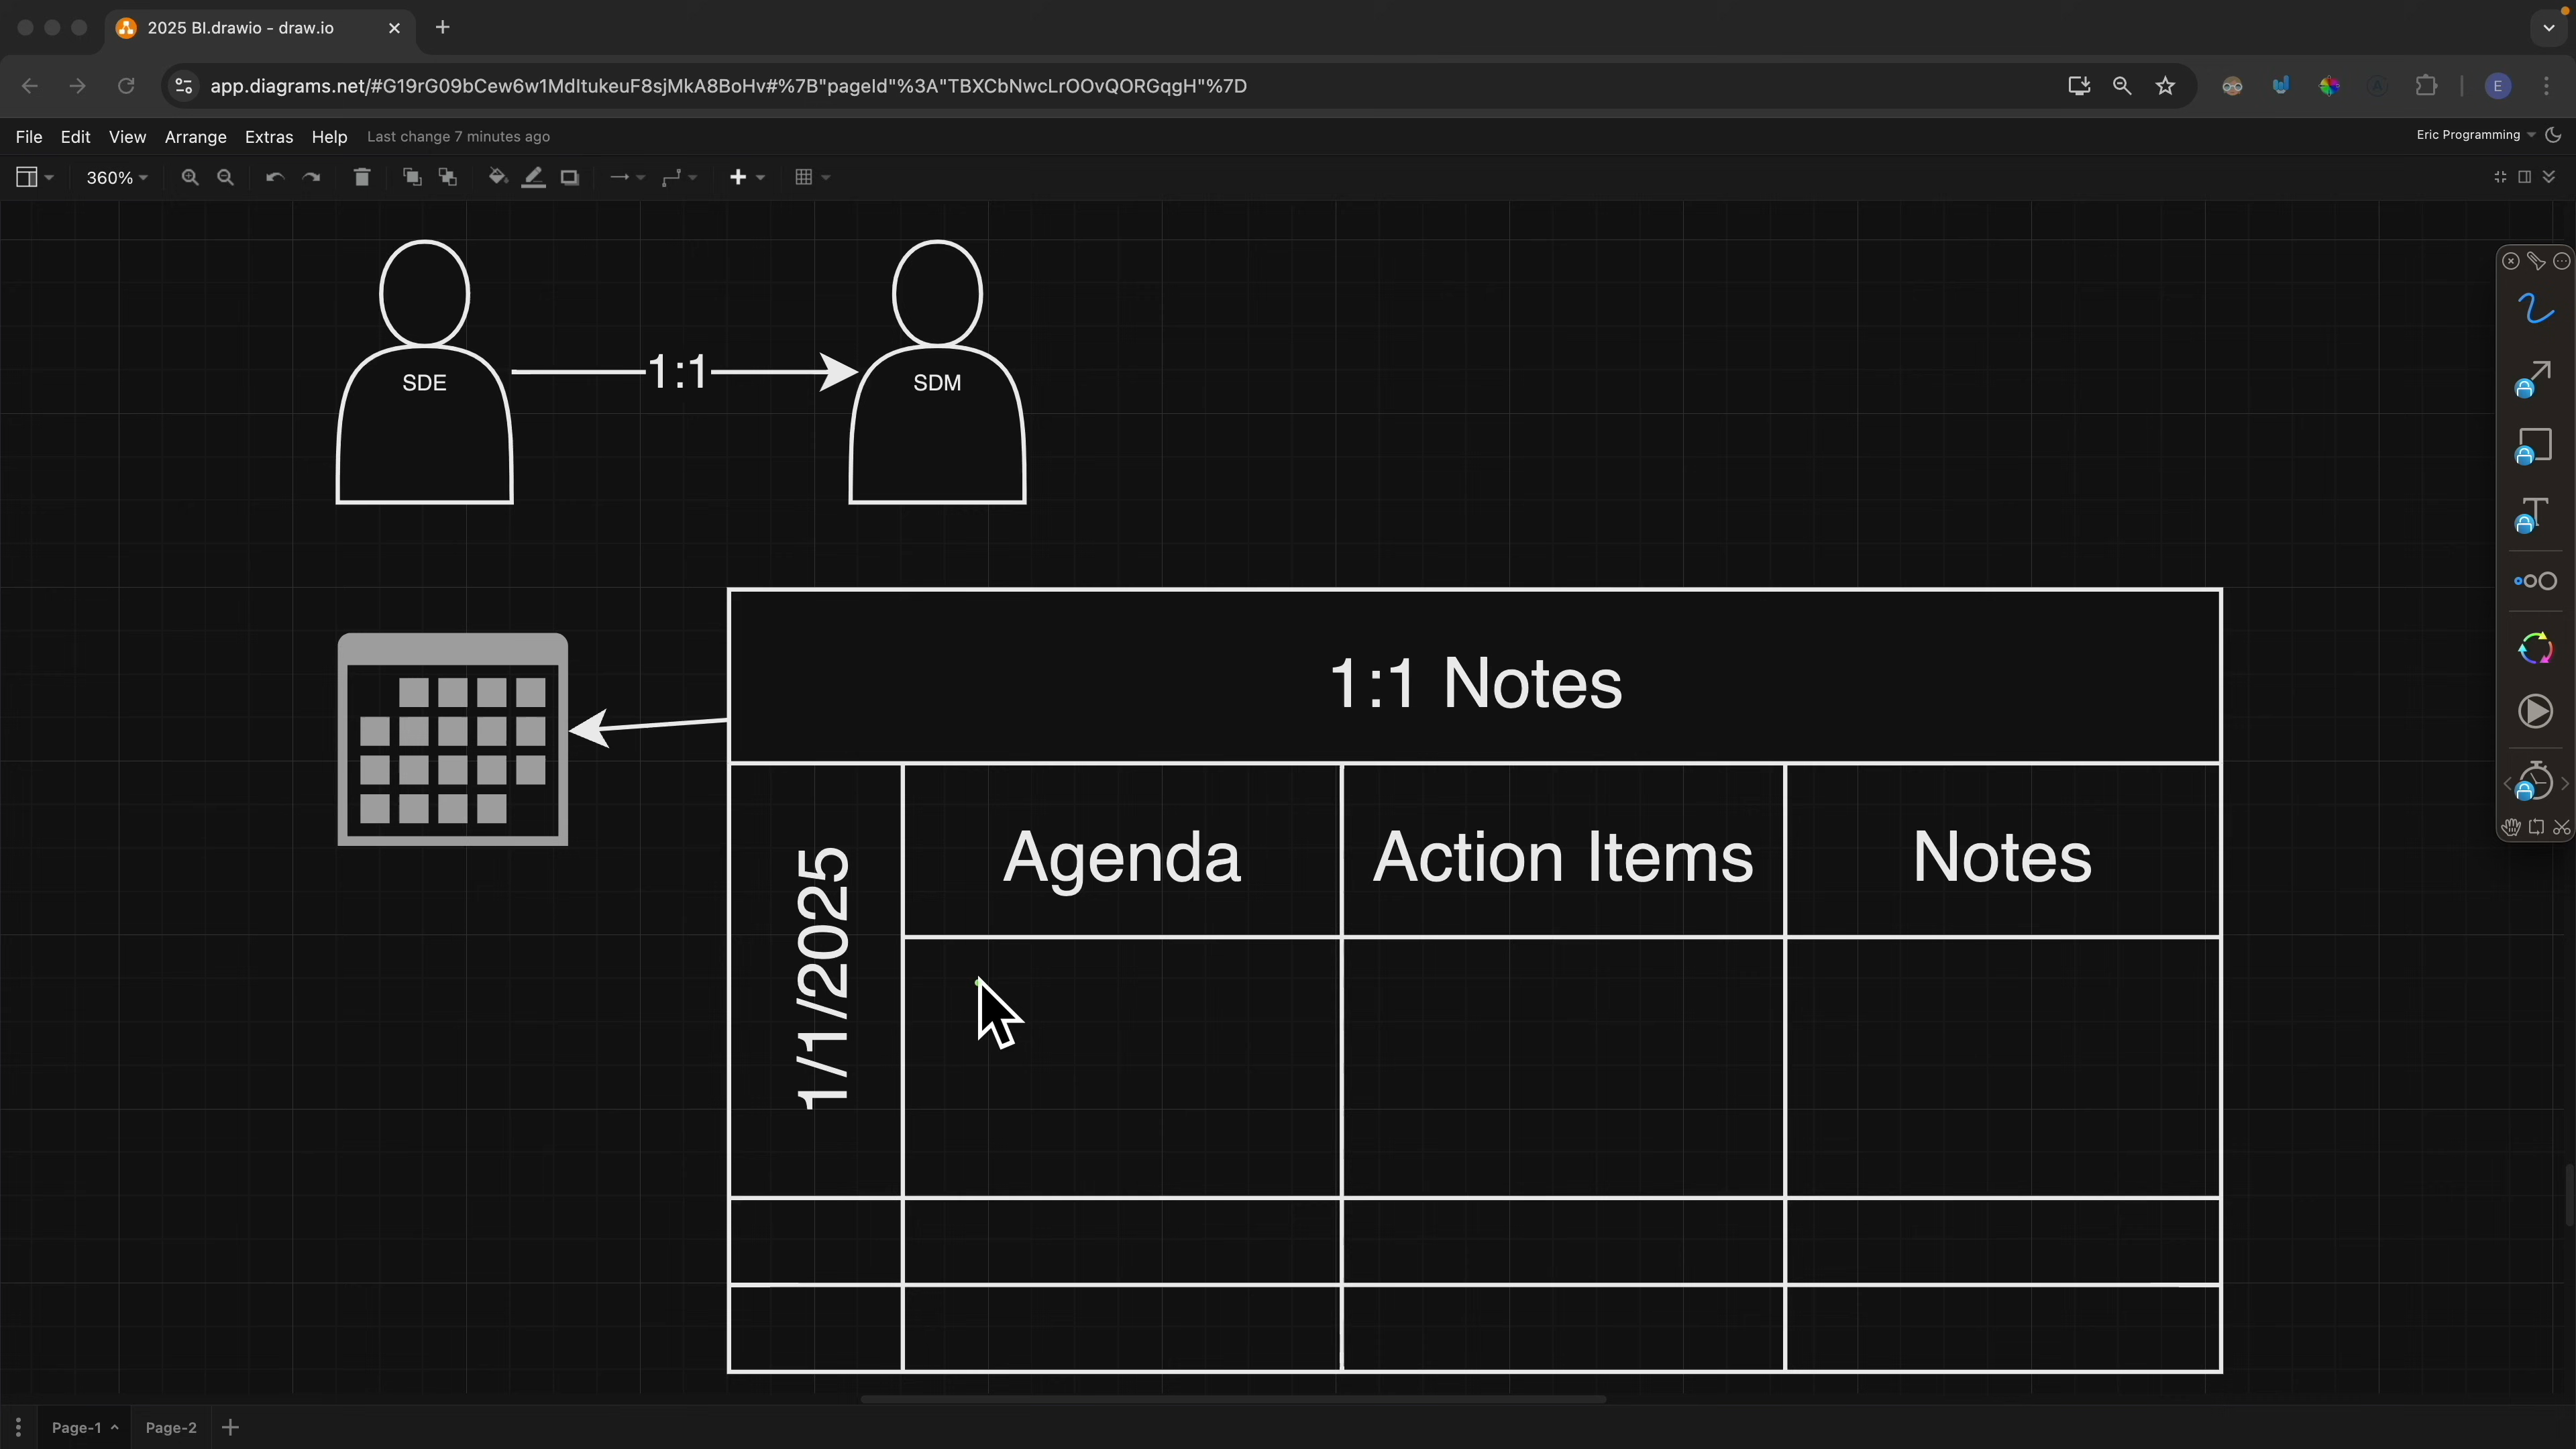 2025 BI.drawio - draw.io
app.diagrams.net/#G19rG09bCew6w1MdltukeuF8sjMkA8BoHv#%7B"pageId"%3A"TBXCbNwcLrOOvQORGqgH"%7D
E
File Edit View Arrange Extras Help Last change 7 minutes ago
Eric Programming
360%
SDE
1:1
SDM
1:1 Notes
1/1/2025
Agenda
Action Items
Notes
Page-1
Page-2